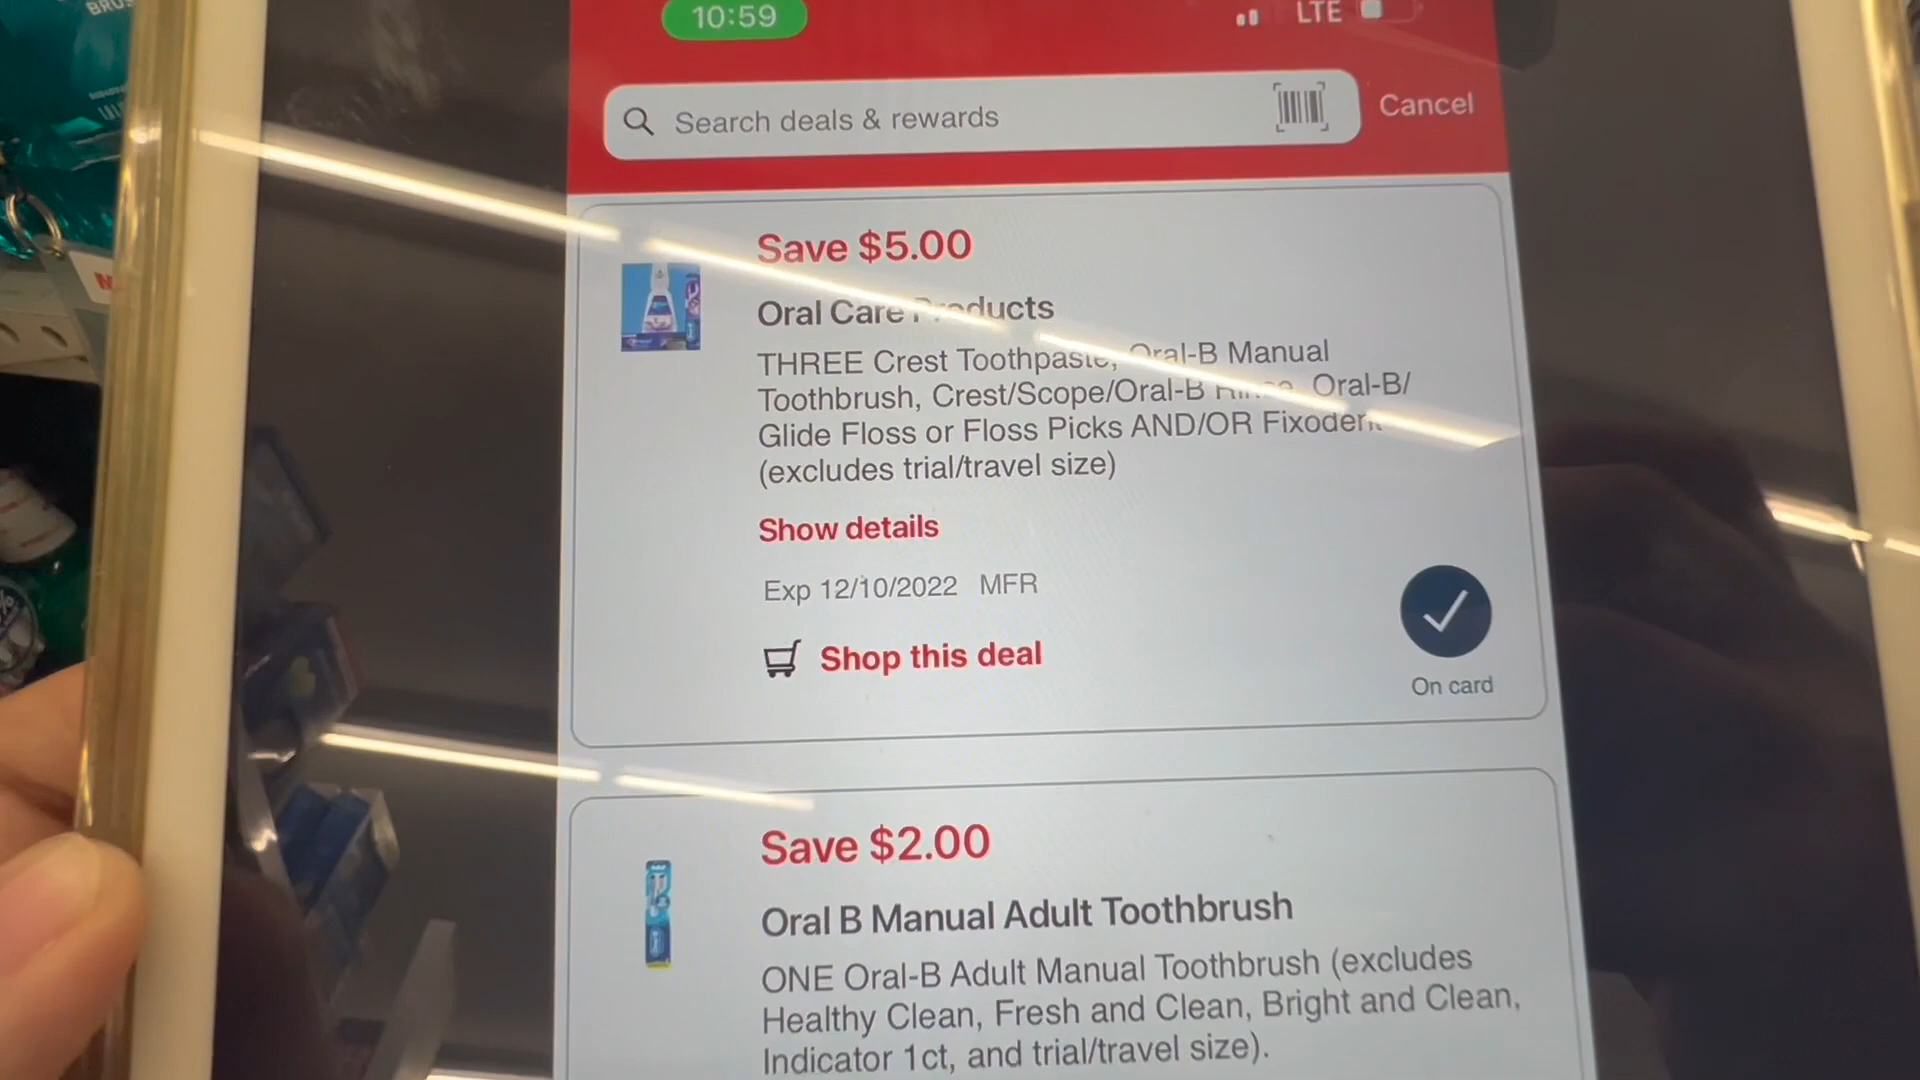 10:59
LTE
Search deals & rewards
Cancel
Save $5.00
Oral Care Products
THREE Crest Toothpaste, Oral-B Manual
Toothbrush, Crest/Scope/Oral-B Rinse, Oral-B/
Glide Floss or Floss Picks AND/OR Fixodent
(excludes trial/travel size)
Show details
Exp 12/10/2022 MFR
Shop this deal
On card
Save $2.00
Oral B Manual Adult Toothbrush
ONE Oral-B Adult Manual Toothbrush (excludes
Healthy Clean, Fresh and Clean, Bright and Clean,
Indicator 1ct, and trial/travel size).